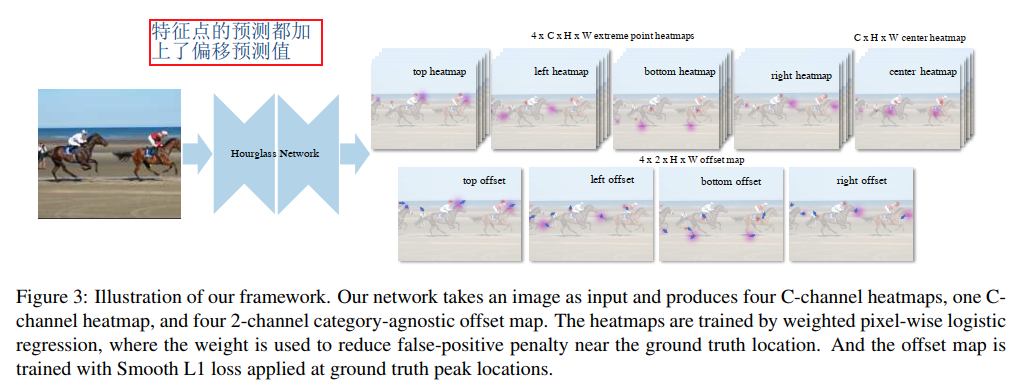 特征点的预测都加
上了偏移预测值
4 x C x H x W extreme point heatmaps
C x H x W center heatmap
top heatmap
left heatmap
bottom heatmap
right heatmap
center heatmap
Hourglass Network
4 x 2 x H x W offset map
top offset
left offset
bottom offset
right offset
Figure 3: Illustration of our framework. Our network takes an image as input and produces four C-channel heatmaps, one C-
channel heatmap, and four 2-channel category-agnostic offset map. The heatmaps are trained by weighted pixel-wise logistic
regression, where the weight is used to reduce false-positive penalty near the ground truth location. And the offset map is
trained with Smooth L1 loss applied at ground truth peak locations.